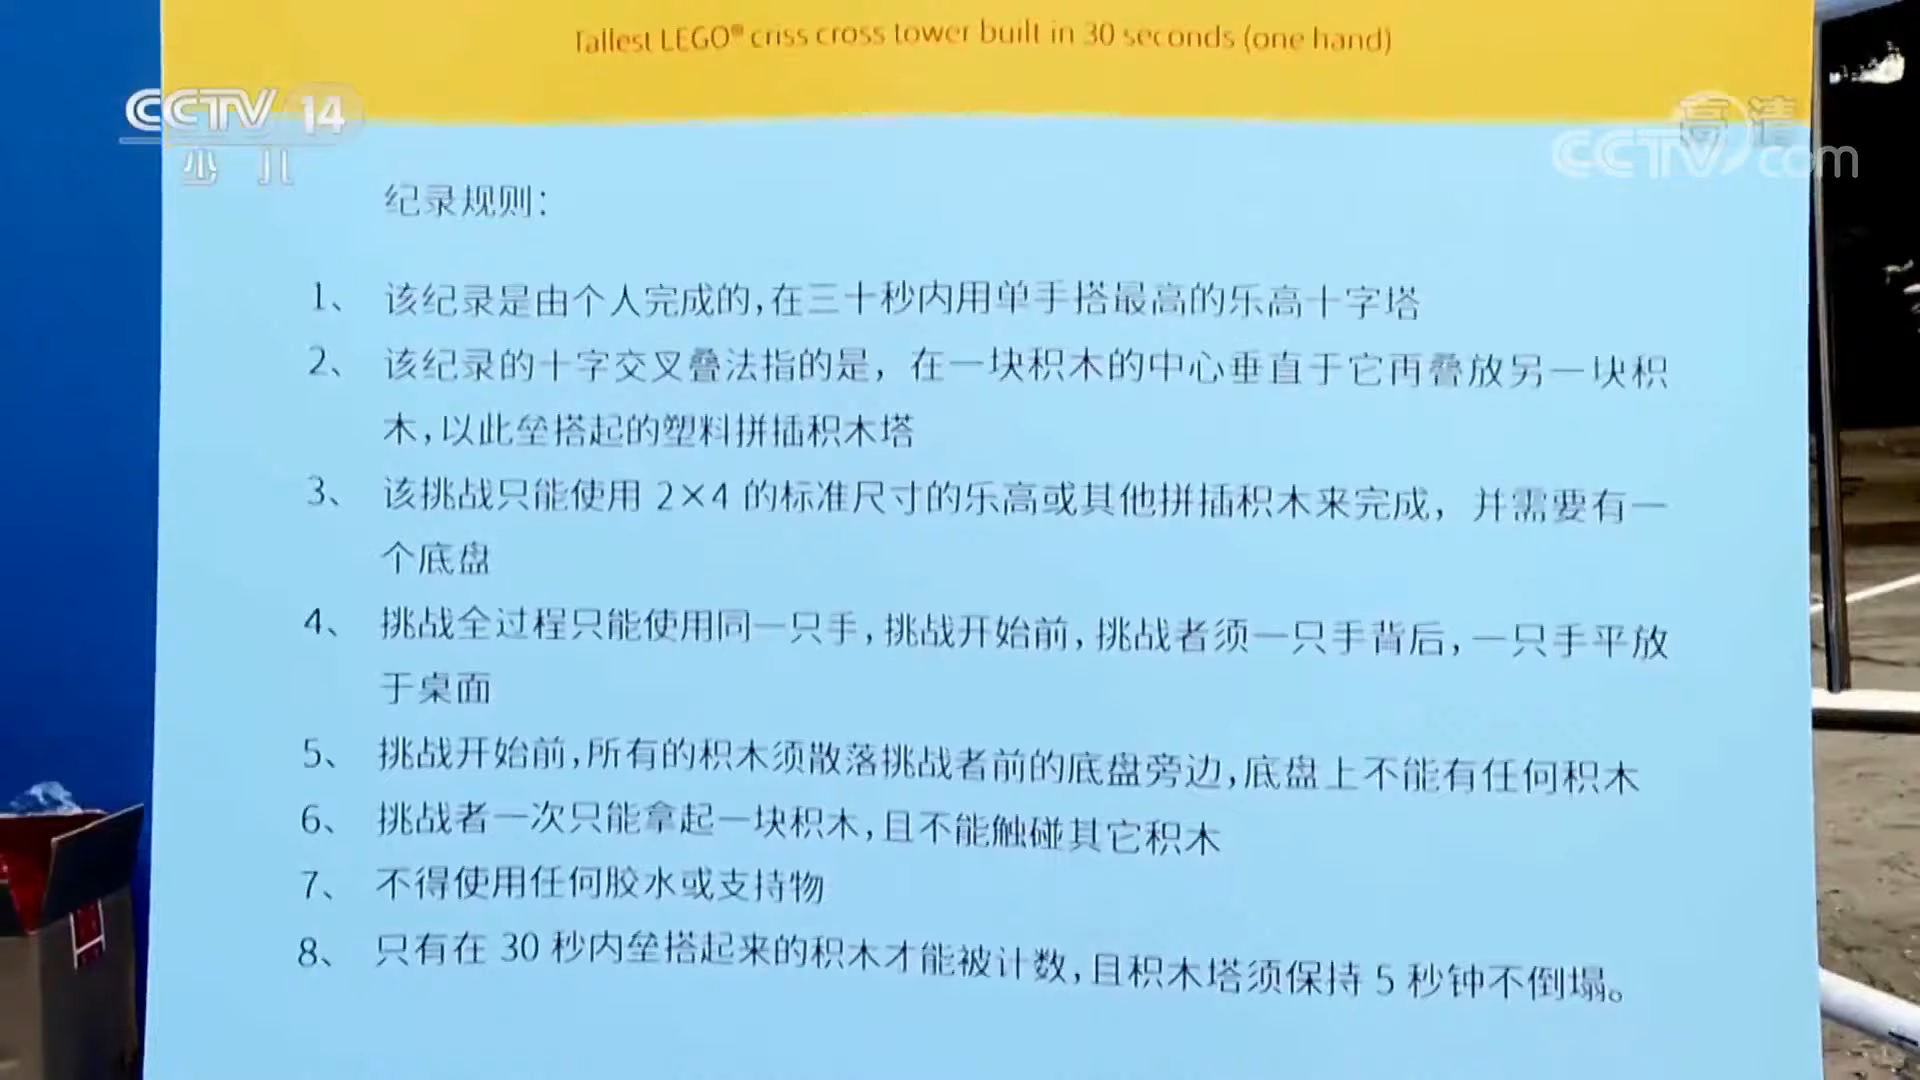 Tallest LEGO® criss cross tower built in 30 seconds (one hand)
CCTV 14
少儿
高清
CCTV.com
纪录规则：
1、 该纪录是由个人完成的，在三十秒内用单手搭最高的乐高十字塔
2、 该纪录的十字交叉叠法指的是，在一块积木的中心垂直于它再叠放另一块积
木，以此垒搭起的塑料拼插积木塔
3、 该挑战只能使用 2×4 的标准尺寸的乐高或其他拼插积木来完成，并需要有一
个底盘
4、 挑战全过程只能使用同一只手，挑战开始前，挑战者须一只手背后，一只手平放
于桌面
5、 挑战开始前，所有的积木须散落挑战者前的底盘旁边，底盘上不能有任何积木
6、 挑战者一次只能拿起一块积木，且不能触碰其它积木
7、 不得使用任何胶水或支持物
8、 只有在 30 秒内垒搭起来的积木才能被计数，且积木塔须保持 5 秒钟不倒塌。